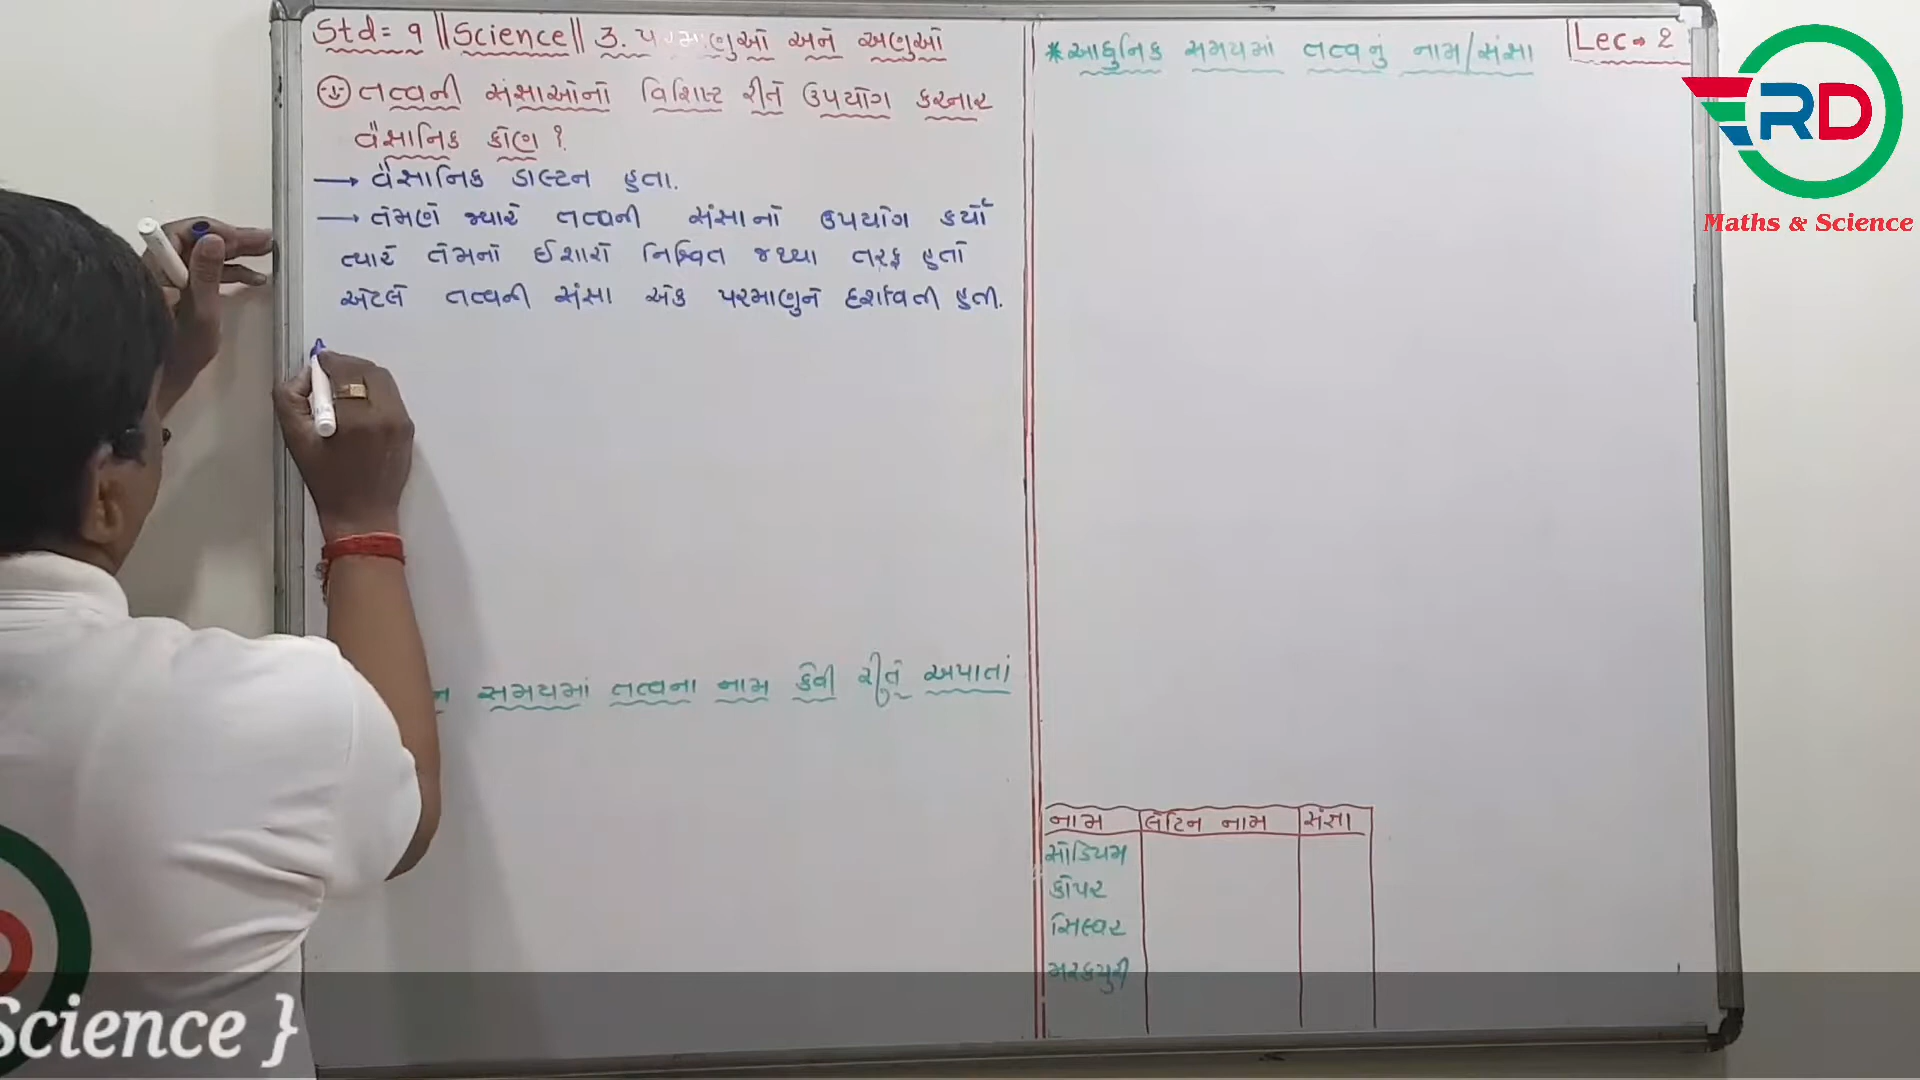 Std = ૧ || Science || ૩. પરમાણુઓ અને અણુઓ
તત્વની સંજ્ઞાઓનો વિશિષ્ટ રીતે ઉપયોગ કરનાર
વૈજ્ઞાનિક કોણ ?
→ વૈજ્ઞાનિક ડાલ્ટન હતા.
→ તેમણે જ્યારે તત્વની સંજ્ઞાનો ઉપયોગ કર્યો
ત્યારે તેમનો ઈશારો નિશ્ચિત જથ્થા તરફ હતો
એટલે તત્વની સંજ્ઞા એક પરમાણુને દર્શાવતી હતી.
ન સમયમાં તત્વના નામ કેવી રીતે અપાતાં
* આધુનિક સમયમાં તત્વનું નામ/સંજ્ઞા
Lec → 2
નામ લેટિન નામ સંજ્ઞા
સોડિયમ
કોપર
સિલ્વર
મરક્યુરી
RD
Maths & Science
Science }